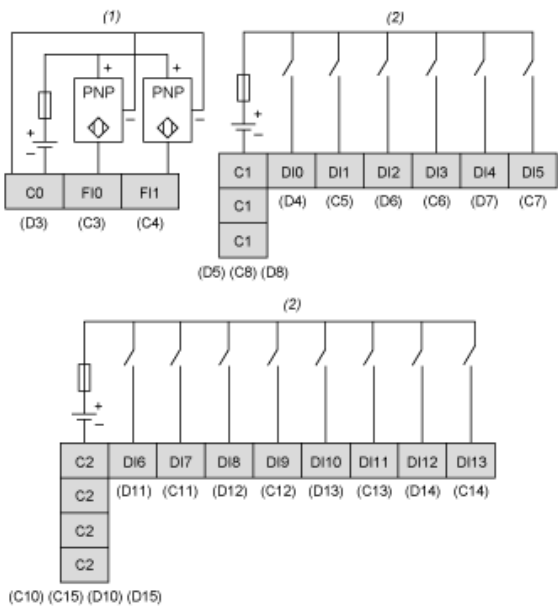 (1)
+ +
PNP PNP
+ - -
-
C0 FI0 FI1
(D3) (C3) (C4)
(2)
+
-
C1 DI0 DI1 DI2 DI3 DI4 DI5
C1 (D4) (C5) (D6) (C6) (D7) (C7)
C1
(D5) (C8) (D8)
(2)
+
-
C2 DI6 DI7 DI8 DI9 DI10 DI11 DI12 DI13
C2 (D11) (C11) (D12) (C12) (D13) (C13) (D14) (C14)
C2
C2
(C10) (C15) (D10) (D15)